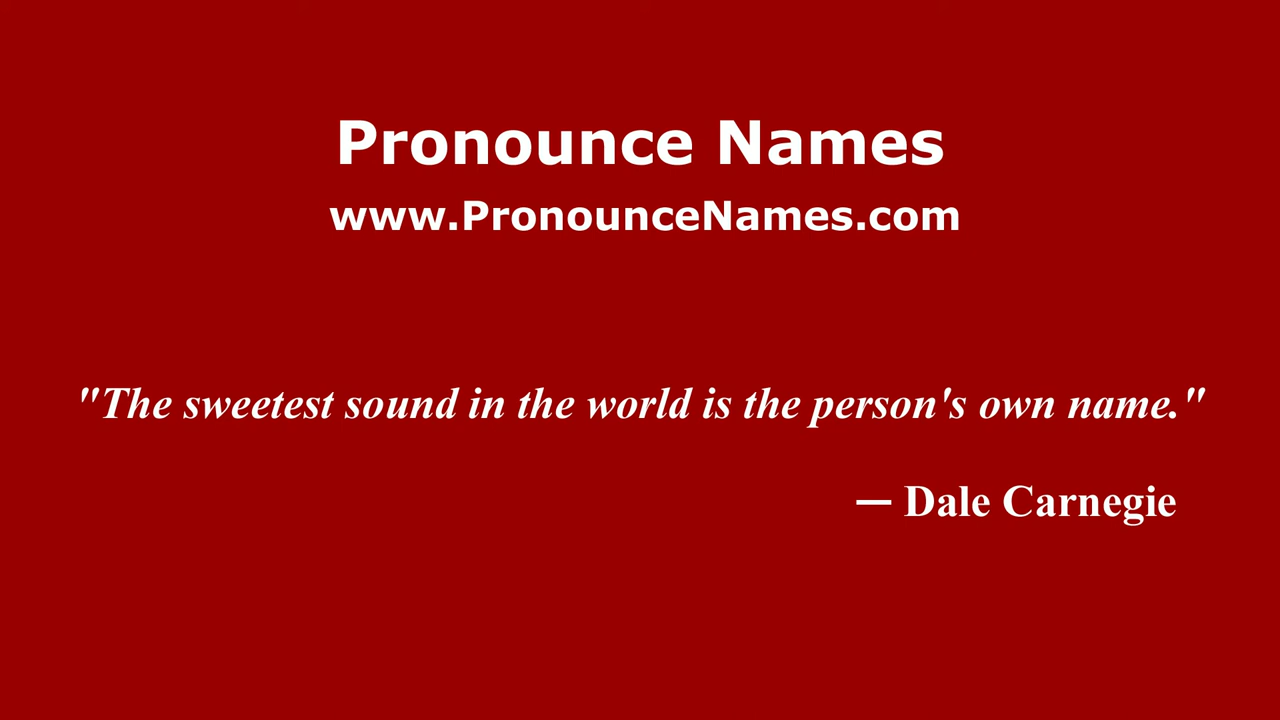 Pronounce Names
www.PronounceNames.com
"The sweetest sound in the world is the person's own name."
— Dale Carnegie